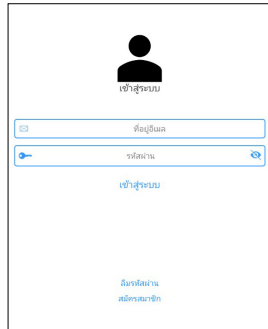 เข้าสู่ระบบ
ที่อยู่อีเมล
รหัสผ่าน
เข้าสู่ระบบ
ลืมรหัสผ่าน
สมัครสมาชิก